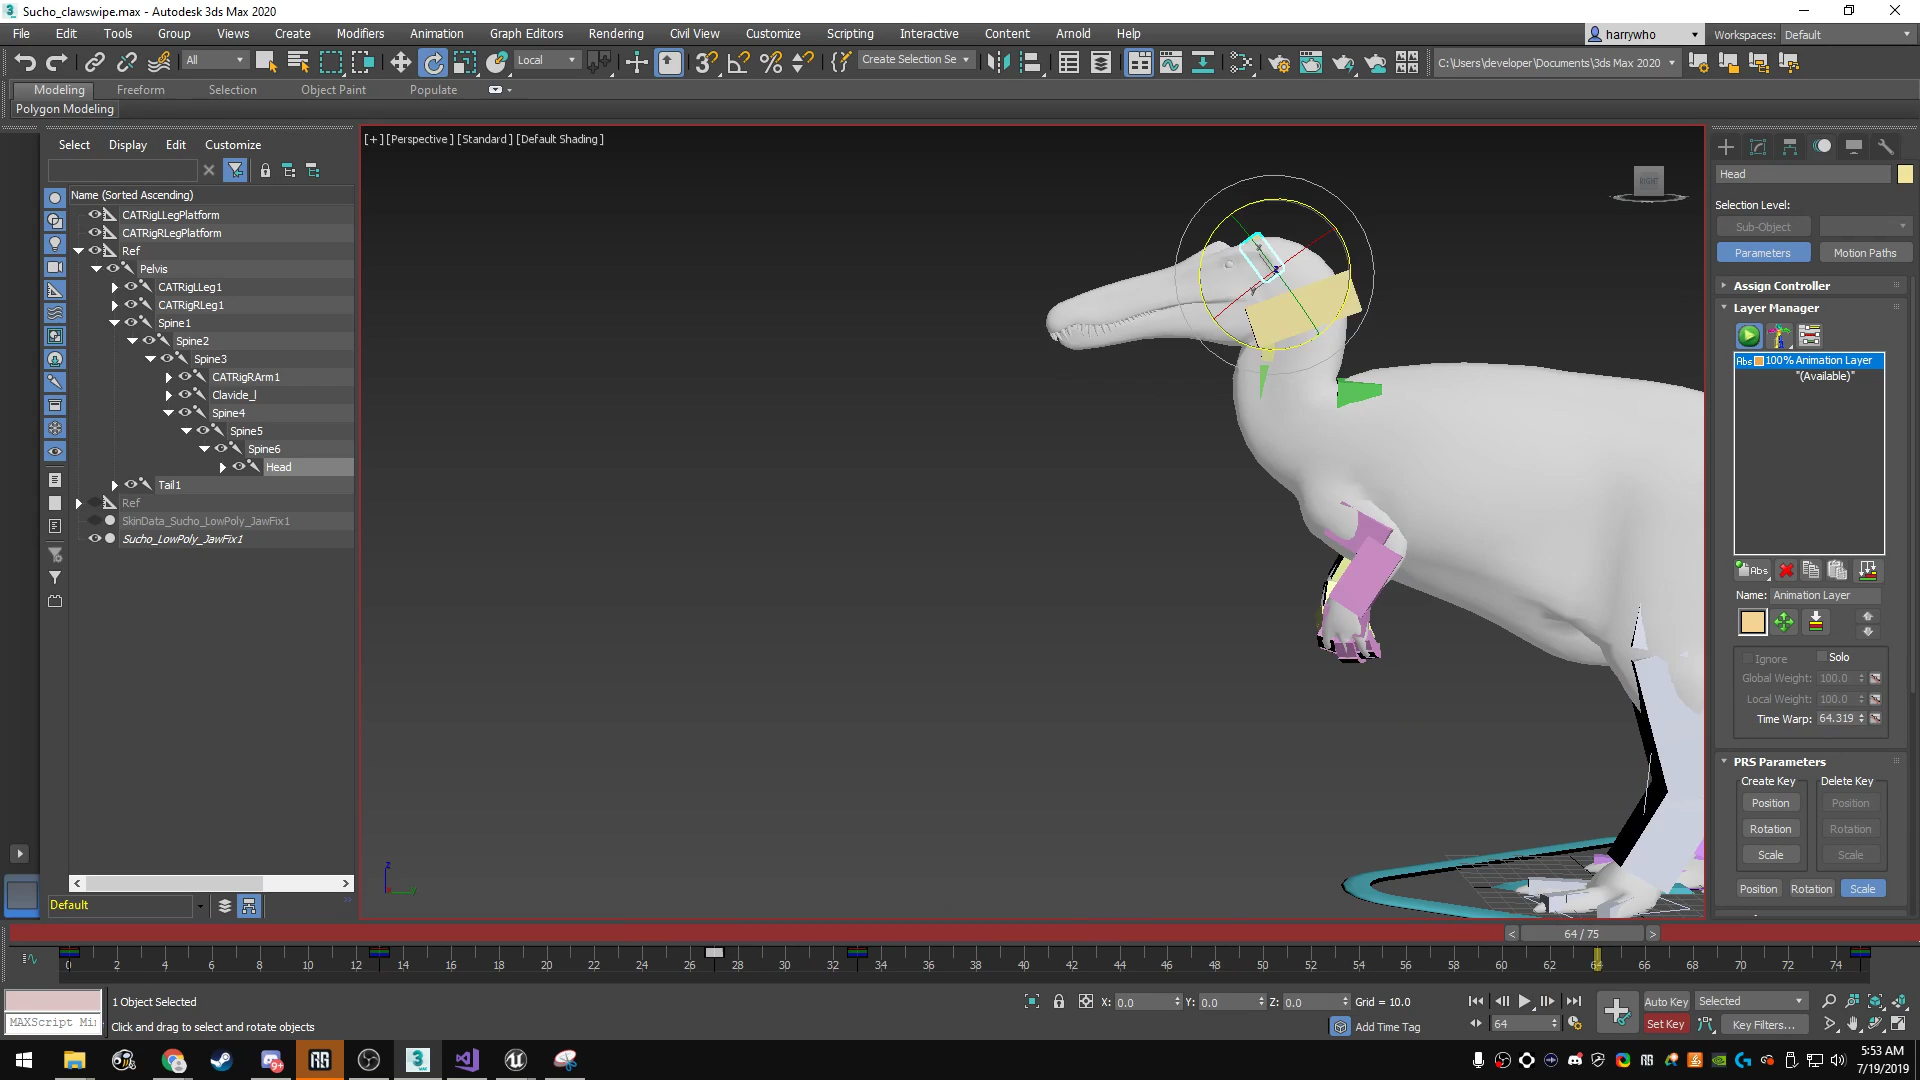 Sucho_clawswipe.max - Autodesk 3ds Max 2020
File Edit Tools Group Views Create Modifiers Animation Graph Editors Rendering Civil View Customize Scripting Interactive Content Arnold Help
harrywho Workspaces: Default
All Local Create Selection Se C:\Users\developer\Documents\3ds Max 2020
Modeling Freeform Selection Object Paint Populate
Polygon Modeling
Select Display Edit Customize
Name (Sorted Ascending)
CATRigLLegPlatform
CATRigRLegPlatform
Ref
Pelvis
CATRigLLeg1
CATRigRLeg1
Spine1
Spine2
Spine3
CATRigRArm1
Clavicle_l
Spine4
Spine5
Spine6
Head
Tail1
Ref
SkinData_Sucho_LowPoly_JawFix1
Sucho_LowPoly_JawFix1
Default
[+] [Perspective] [Standard] [Default Shading]
RIGHT
z
Head
Selection Level:
Sub-Object
Parameters Motion Paths
Assign Controller
Layer Manager
Abs 100% Animation Layer
"(Available)"
Abs
Name: Animation Layer
Ignore Solo
Global Weight: 100.0
Local Weight: 100.0
Time Warp: 64.319
PRS Parameters
Create Key Delete Key
Position Position
Rotation Rotation
Scale Scale
Position Rotation Scale
< 64 / 75 >
0 2 4 6 8 10 12 14 16 18 20 22 24 26 28 30 32 34 36 38 40 42 44 46 48 50 52 54 56 58 60 62 64 66 68 70 72 74
1 Object Selected
X: 0.0 Y: 0.0 Z: 0.0 Grid = 10.0
Auto Key Selected
MAXScript Mi
Click and drag to select and rotate objects
Add Time Tag
64
Set Key Key Filters...
5:53 AM
7/19/2019